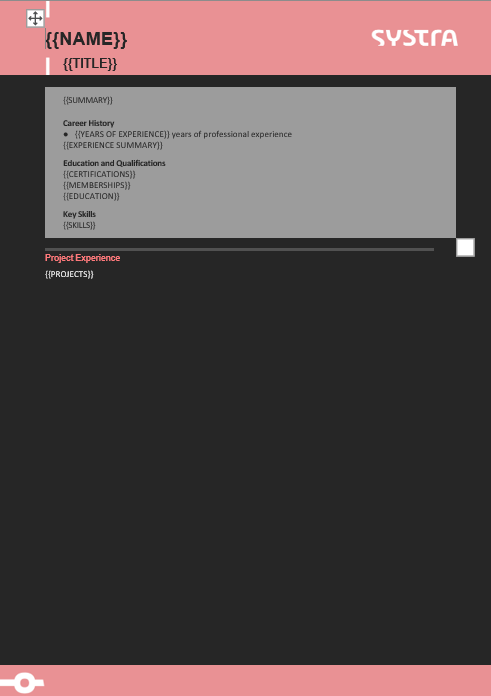 {{NAME}}
SYSTRA
{{TITLE}}
{{SUMMARY}}
Career History
● {{YEARS OF EXPERIENCE}} years of professional experience
{{EXPERIENCE SUMMARY}}
Education and Qualifications
{{CERTIFICATIONS}}
{{MEMBERSHIPS}}
{{EDUCATION}}
Key Skills
{{SKILLS}}
Project Experience
{{PROJECTS}}